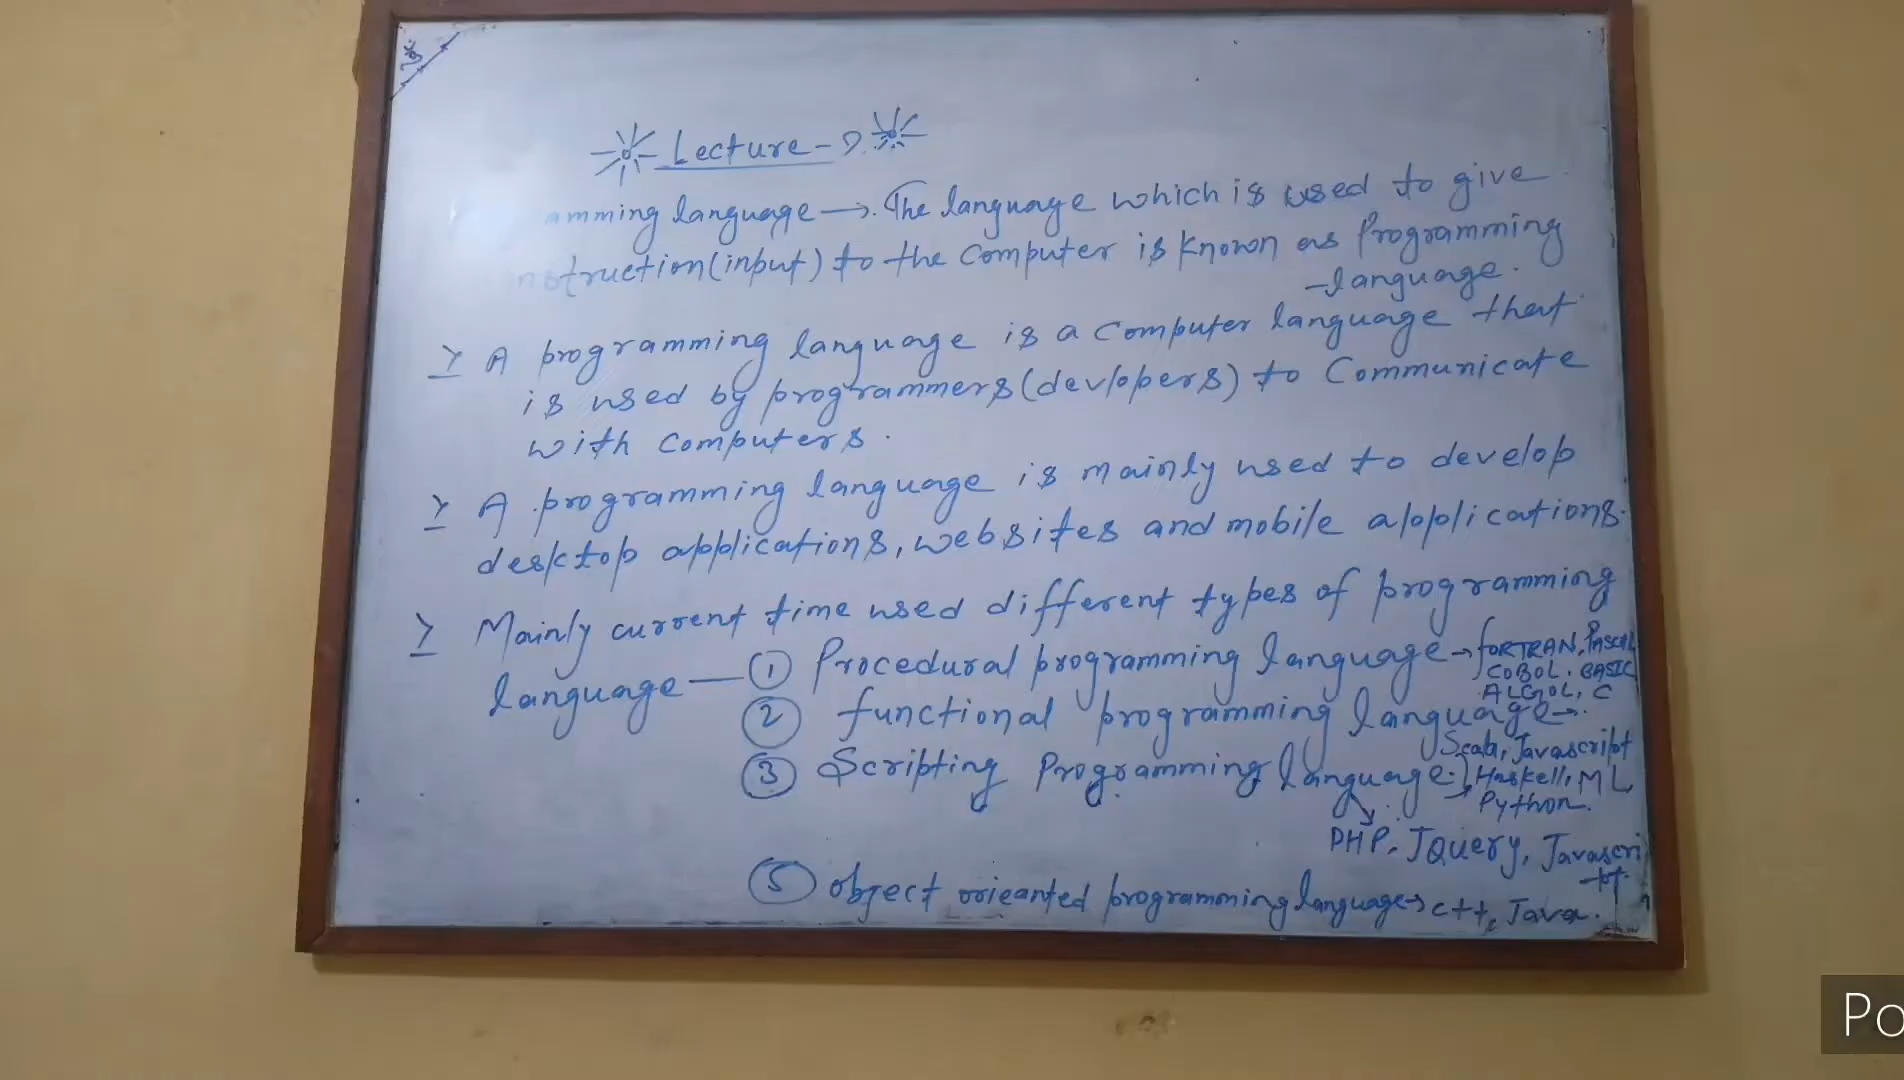 Lecture-
amming language → The language which is used to give
nstruction(input) to the computer is known as Programming
-language.
> A programming language is a computer language that
is used by programmers(devlopers) to Communicate
with computers.
> A programming language is mainly used to develop
desktop applications, websites and mobile applications.
> Mainly current time used different types of programming
language — ① Procedural programming language → FORTRAN, PASCAL
COBOL, BASIC
ALGOL, C
② functional programming language →
Scala, Javascript
③ Scripting Programming language. Haskell, ML
Python.
PHP, JQuery, Javascri
-pt.
⑤ object orieanted programming language → C++, Java.
Po